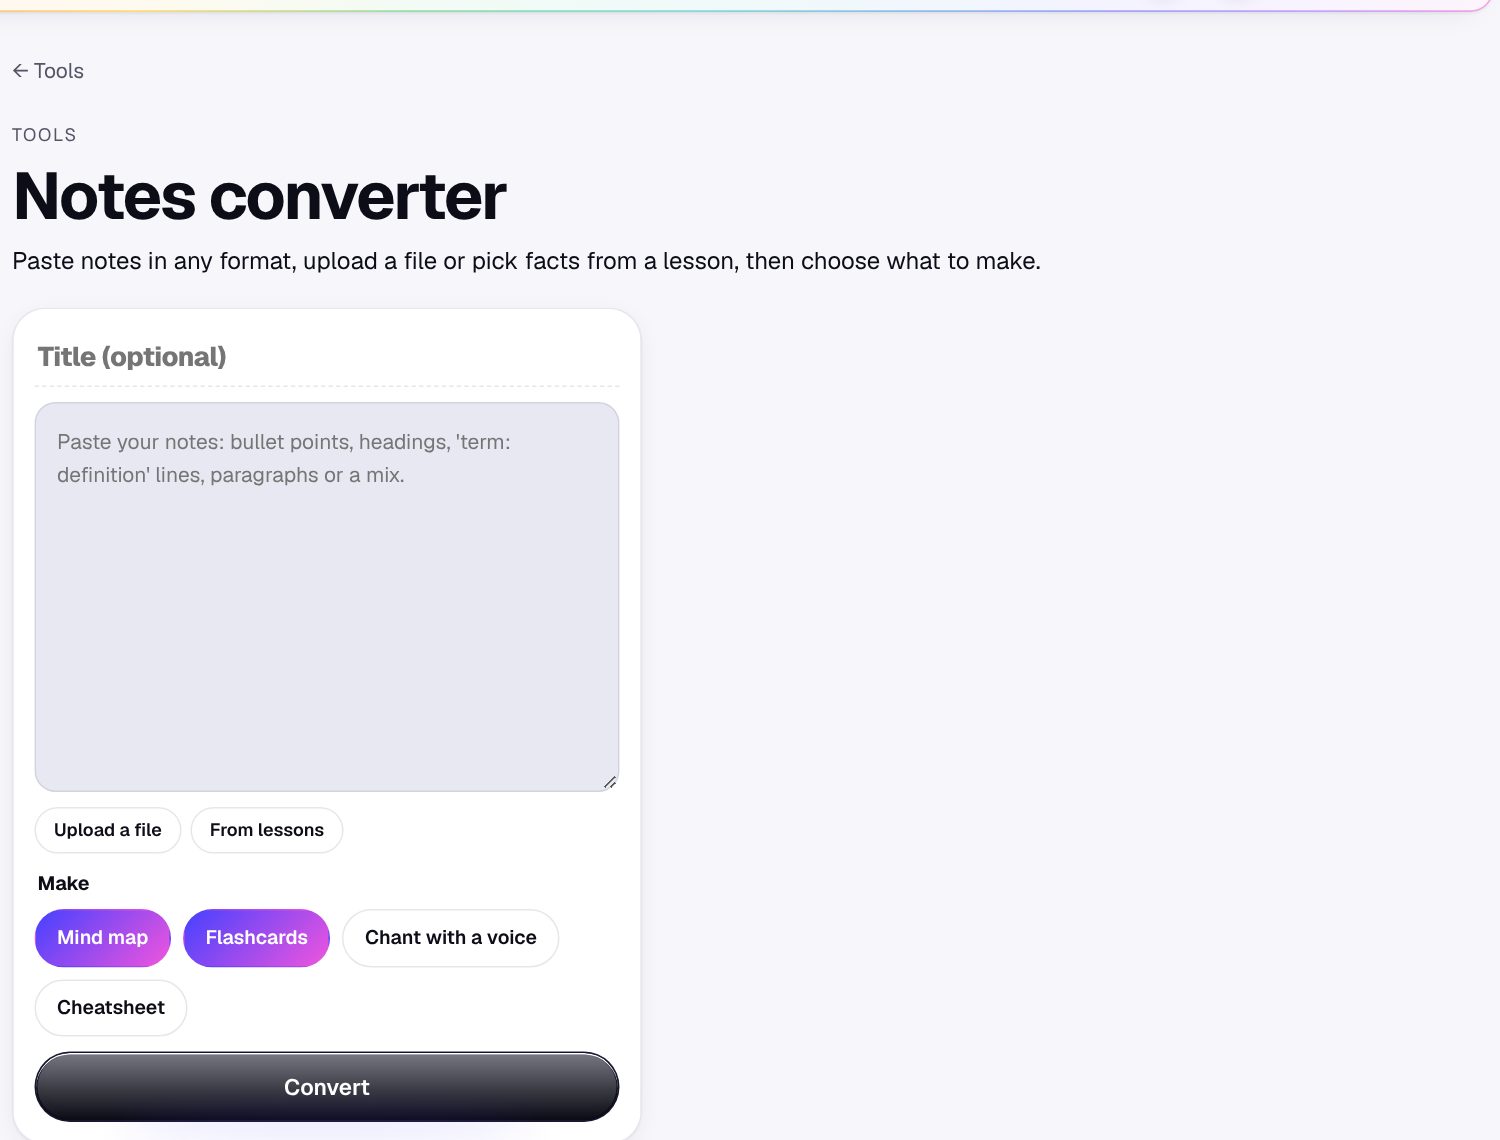 ← Tools
TOOLS
Notes converter
Paste notes in any format, upload a file or pick facts from a lesson, then choose what to make.
Title (optional)
Paste your notes: bullet points, headings, 'term:
definition' lines, paragraphs or a mix.
Upload a file
From lessons
Make
Mind map
Flashcards
Chant with a voice
Cheatsheet
Convert